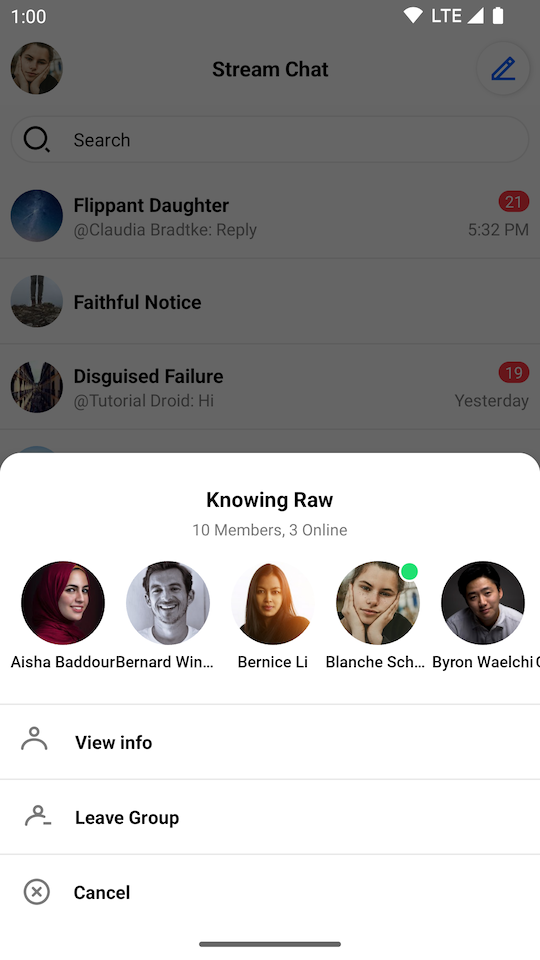 1:00
LTE
Stream Chat
Search
Flippant Daughter
21
@Claudia Bradtke: Reply
5:32 PM
Faithful Notice
Disguised Failure
19
@Tutorial Droid: Hi
Yesterday
Knowing Raw
10 Members, 3 Online
Aisha Baddour
Bernard Win...
Bernice Li
Blanche Sch...
Byron Waelchi
View info
Leave Group
Cancel